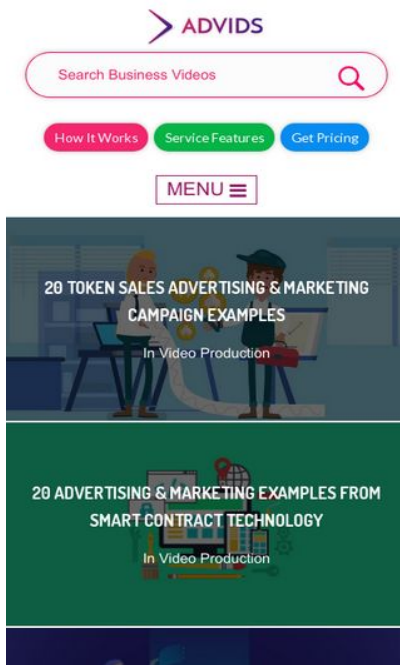 ADVIDS
Search Business Videos
How It Works Service Features Get Pricing
MENU
20 TOKEN SALES ADVERTISING & MARKETING
CAMPAIGN EXAMPLES
In Video Production
20 ADVERTISING & MARKETING EXAMPLES FROM
SMART CONTRACT TECHNOLOGY
In Video Production